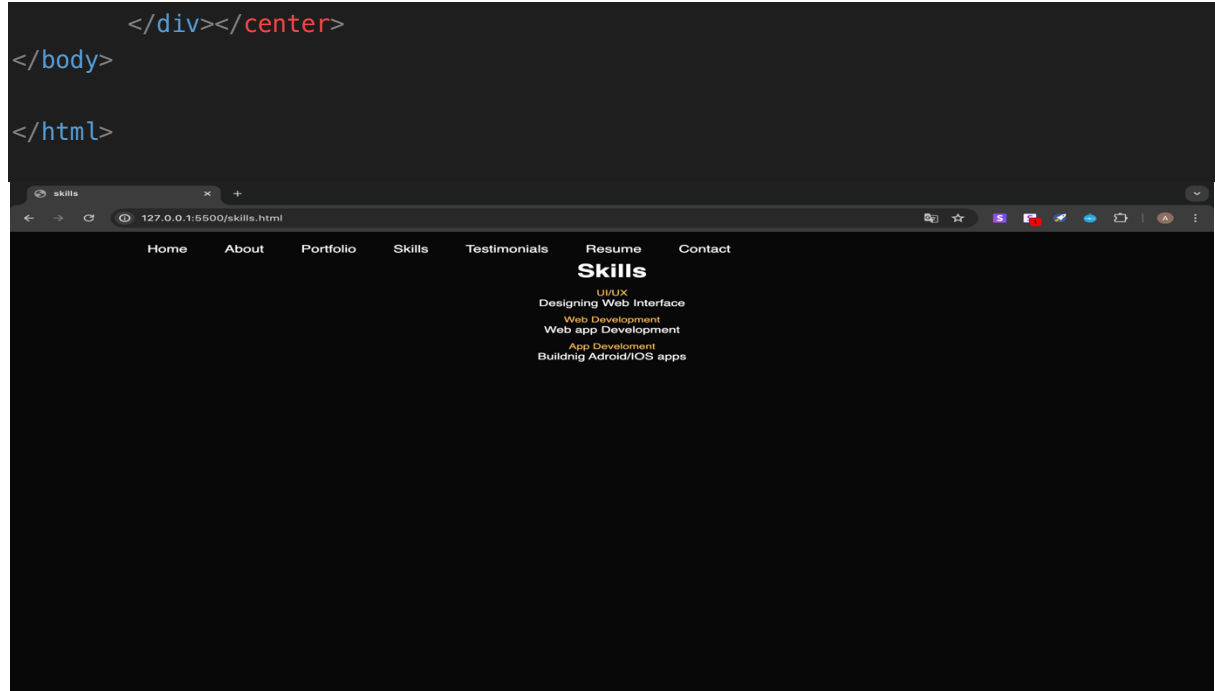 </div></center>
</body>
</html>
skills
127.0.0.1:5500/skills.html
S
A
Home About Portfolio Skills Testimonials Resume Contact
Skills
UI/UX
Designing Web Interface
Web Development
Web app Development
App Develoment
Buildnig Adroid/IOS apps